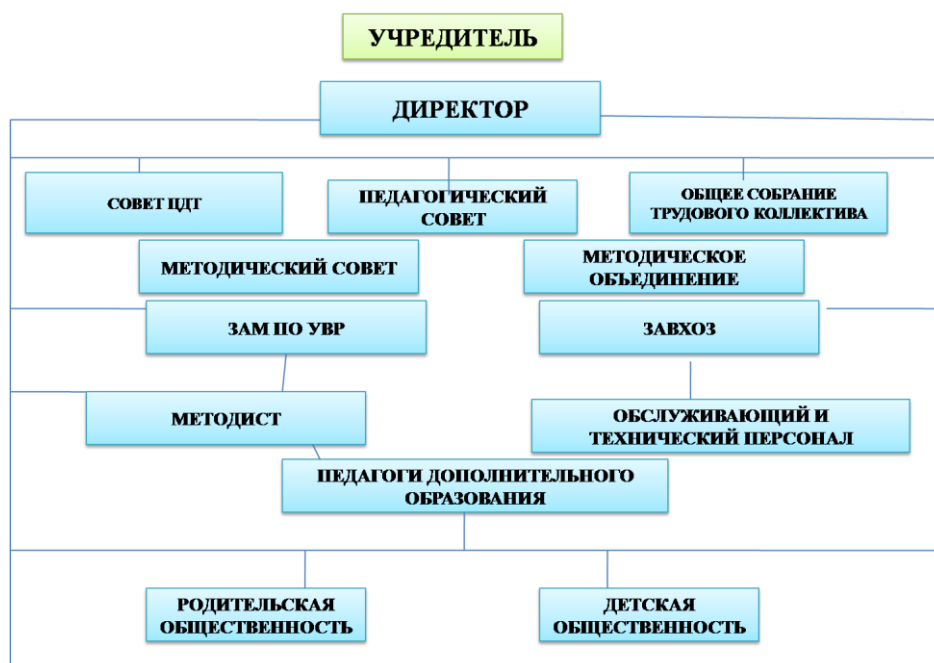 УЧРЕДИТЕЛЬ
ДИРЕКТОР
СОВЕТ ЦДТ
ПЕДАГОГИЧЕСКИЙ
СОВЕТ
ОБЩЕЕ СОБРАНИЕ
ТРУДОВОГО КОЛЛЕКТИВА
МЕТОДИЧЕСКИЙ СОВЕТ
МЕТОДИЧЕСКОЕ
ОБЪЕДИНЕНИЕ
ЗАМ ПО УВР
ЗАВХОЗ
МЕТОДИСТ
ОБСЛУЖИВАЮЩИЙ И
ТЕХНИЧЕСКИЙ ПЕРСОНАЛ
ПЕДАГОГИ ДОПОЛНИТЕЛЬНОГО
ОБРАЗОВАНИЯ
РОДИТЕЛЬСКАЯ
ОБЩЕСТВЕННОСТЬ
ДЕТСКАЯ
ОБЩЕСТВЕННОСТЬ